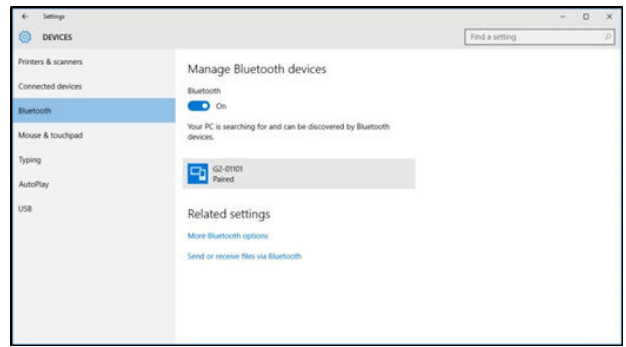 Settings
DEVICES
Find a setting
Printers & scanners
Connected devices
Bluetooth
Mouse & touchpad
Typing
AutoPlay
USB
Manage Bluetooth devices
Bluetooth
On
Your PC is searching for and can be discovered by Bluetooth
devices.
G2-01101
Paired
Related settings
More Bluetooth options
Send or receive files via Bluetooth